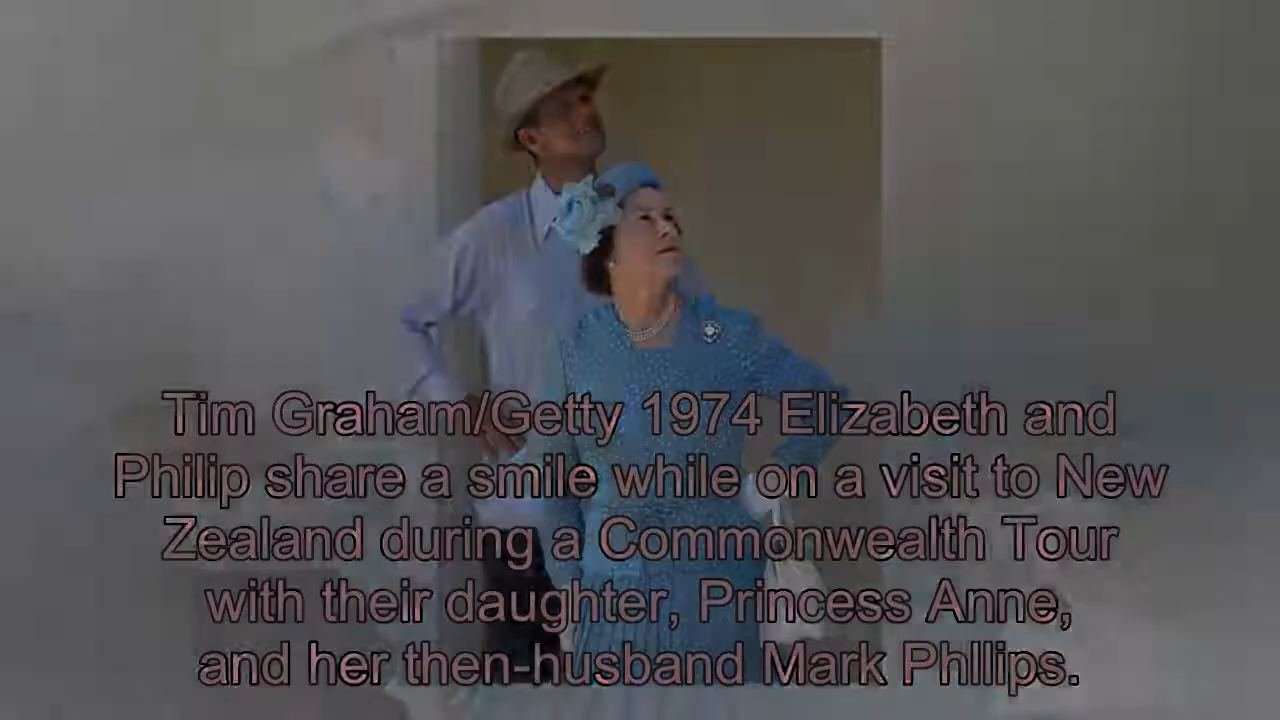 Tim Graham/Getty 1974 Elizabeth and
Philip share a smile while on a visit to New
Zealand during a Commonwealth Tour
with their daughter, Princess Anne,
and her then-husband Mark Phllips.